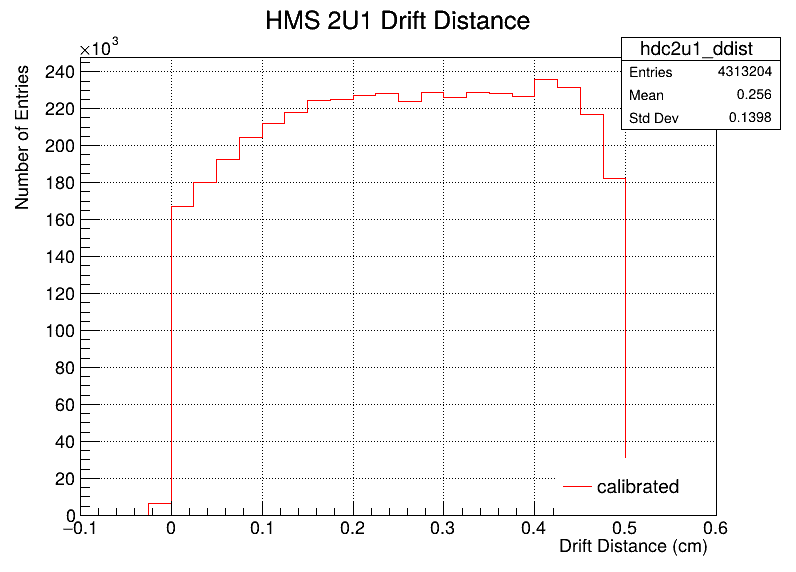 HMS 2U1 Drift Distance
×10³
hdc2u1_ddist
Entries 4313204
Mean 0.256
Std Dev 0.1398
Number of Entries
240
220
200
180
160
140
120
100
80
60
40
20
0
calibrated
−0.1 0 0.1 0.2 0.3 0.4 0.5 0.6
Drift Distance (cm)